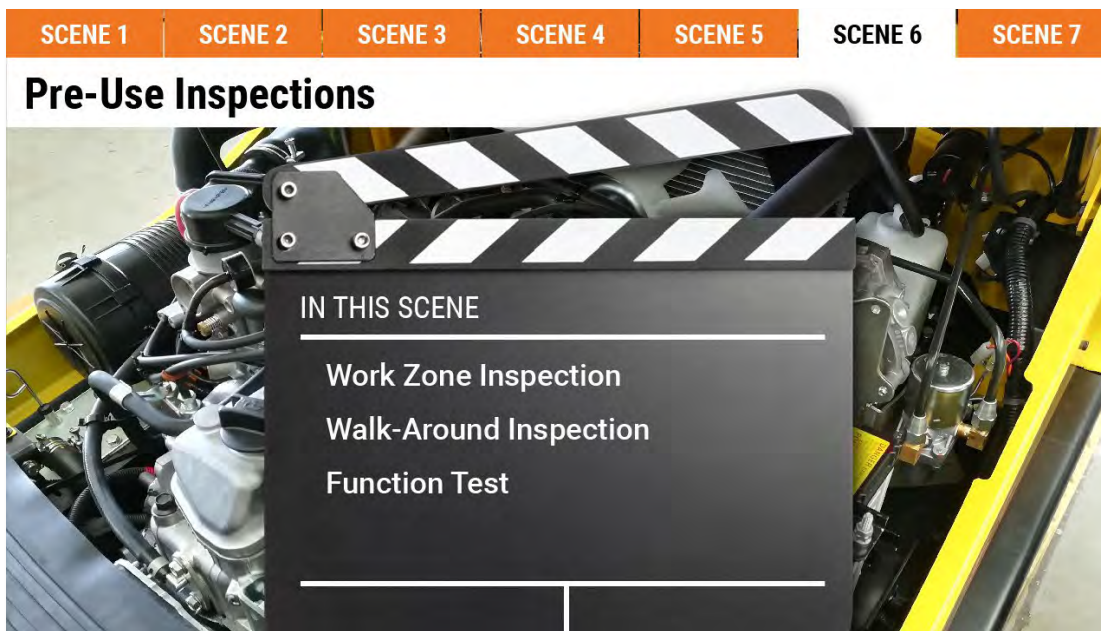 SCENE 1 SCENE 2 SCENE 3 SCENE 4 SCENE 5 SCENE 6 SCENE 7
Pre-Use Inspections
IN THIS SCENE
Work Zone Inspection
Walk-Around Inspection
Function Test
DANGER